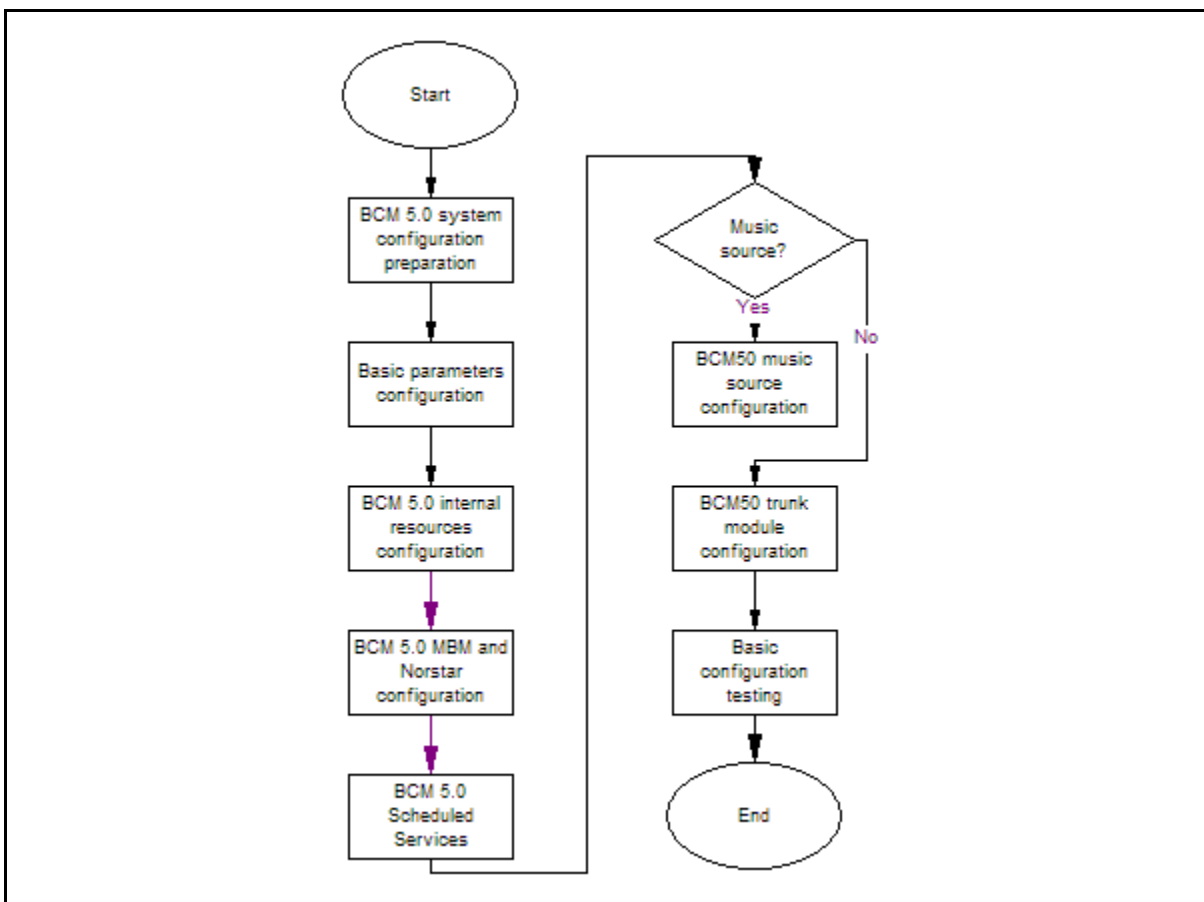 Start
BCM 5.0 system
configuration
preparation
Basic parameters
configuration
BCM 5.0 internal
resources
configuration
BCM 5.0 MBM and
Norstar
configuration
BCM 5.0
Scheduled
Services
Music
source?
Yes
No
BCM50 music
source
configuration
BCM50 trunk
module
configuration
Basic
configuration
testing
End